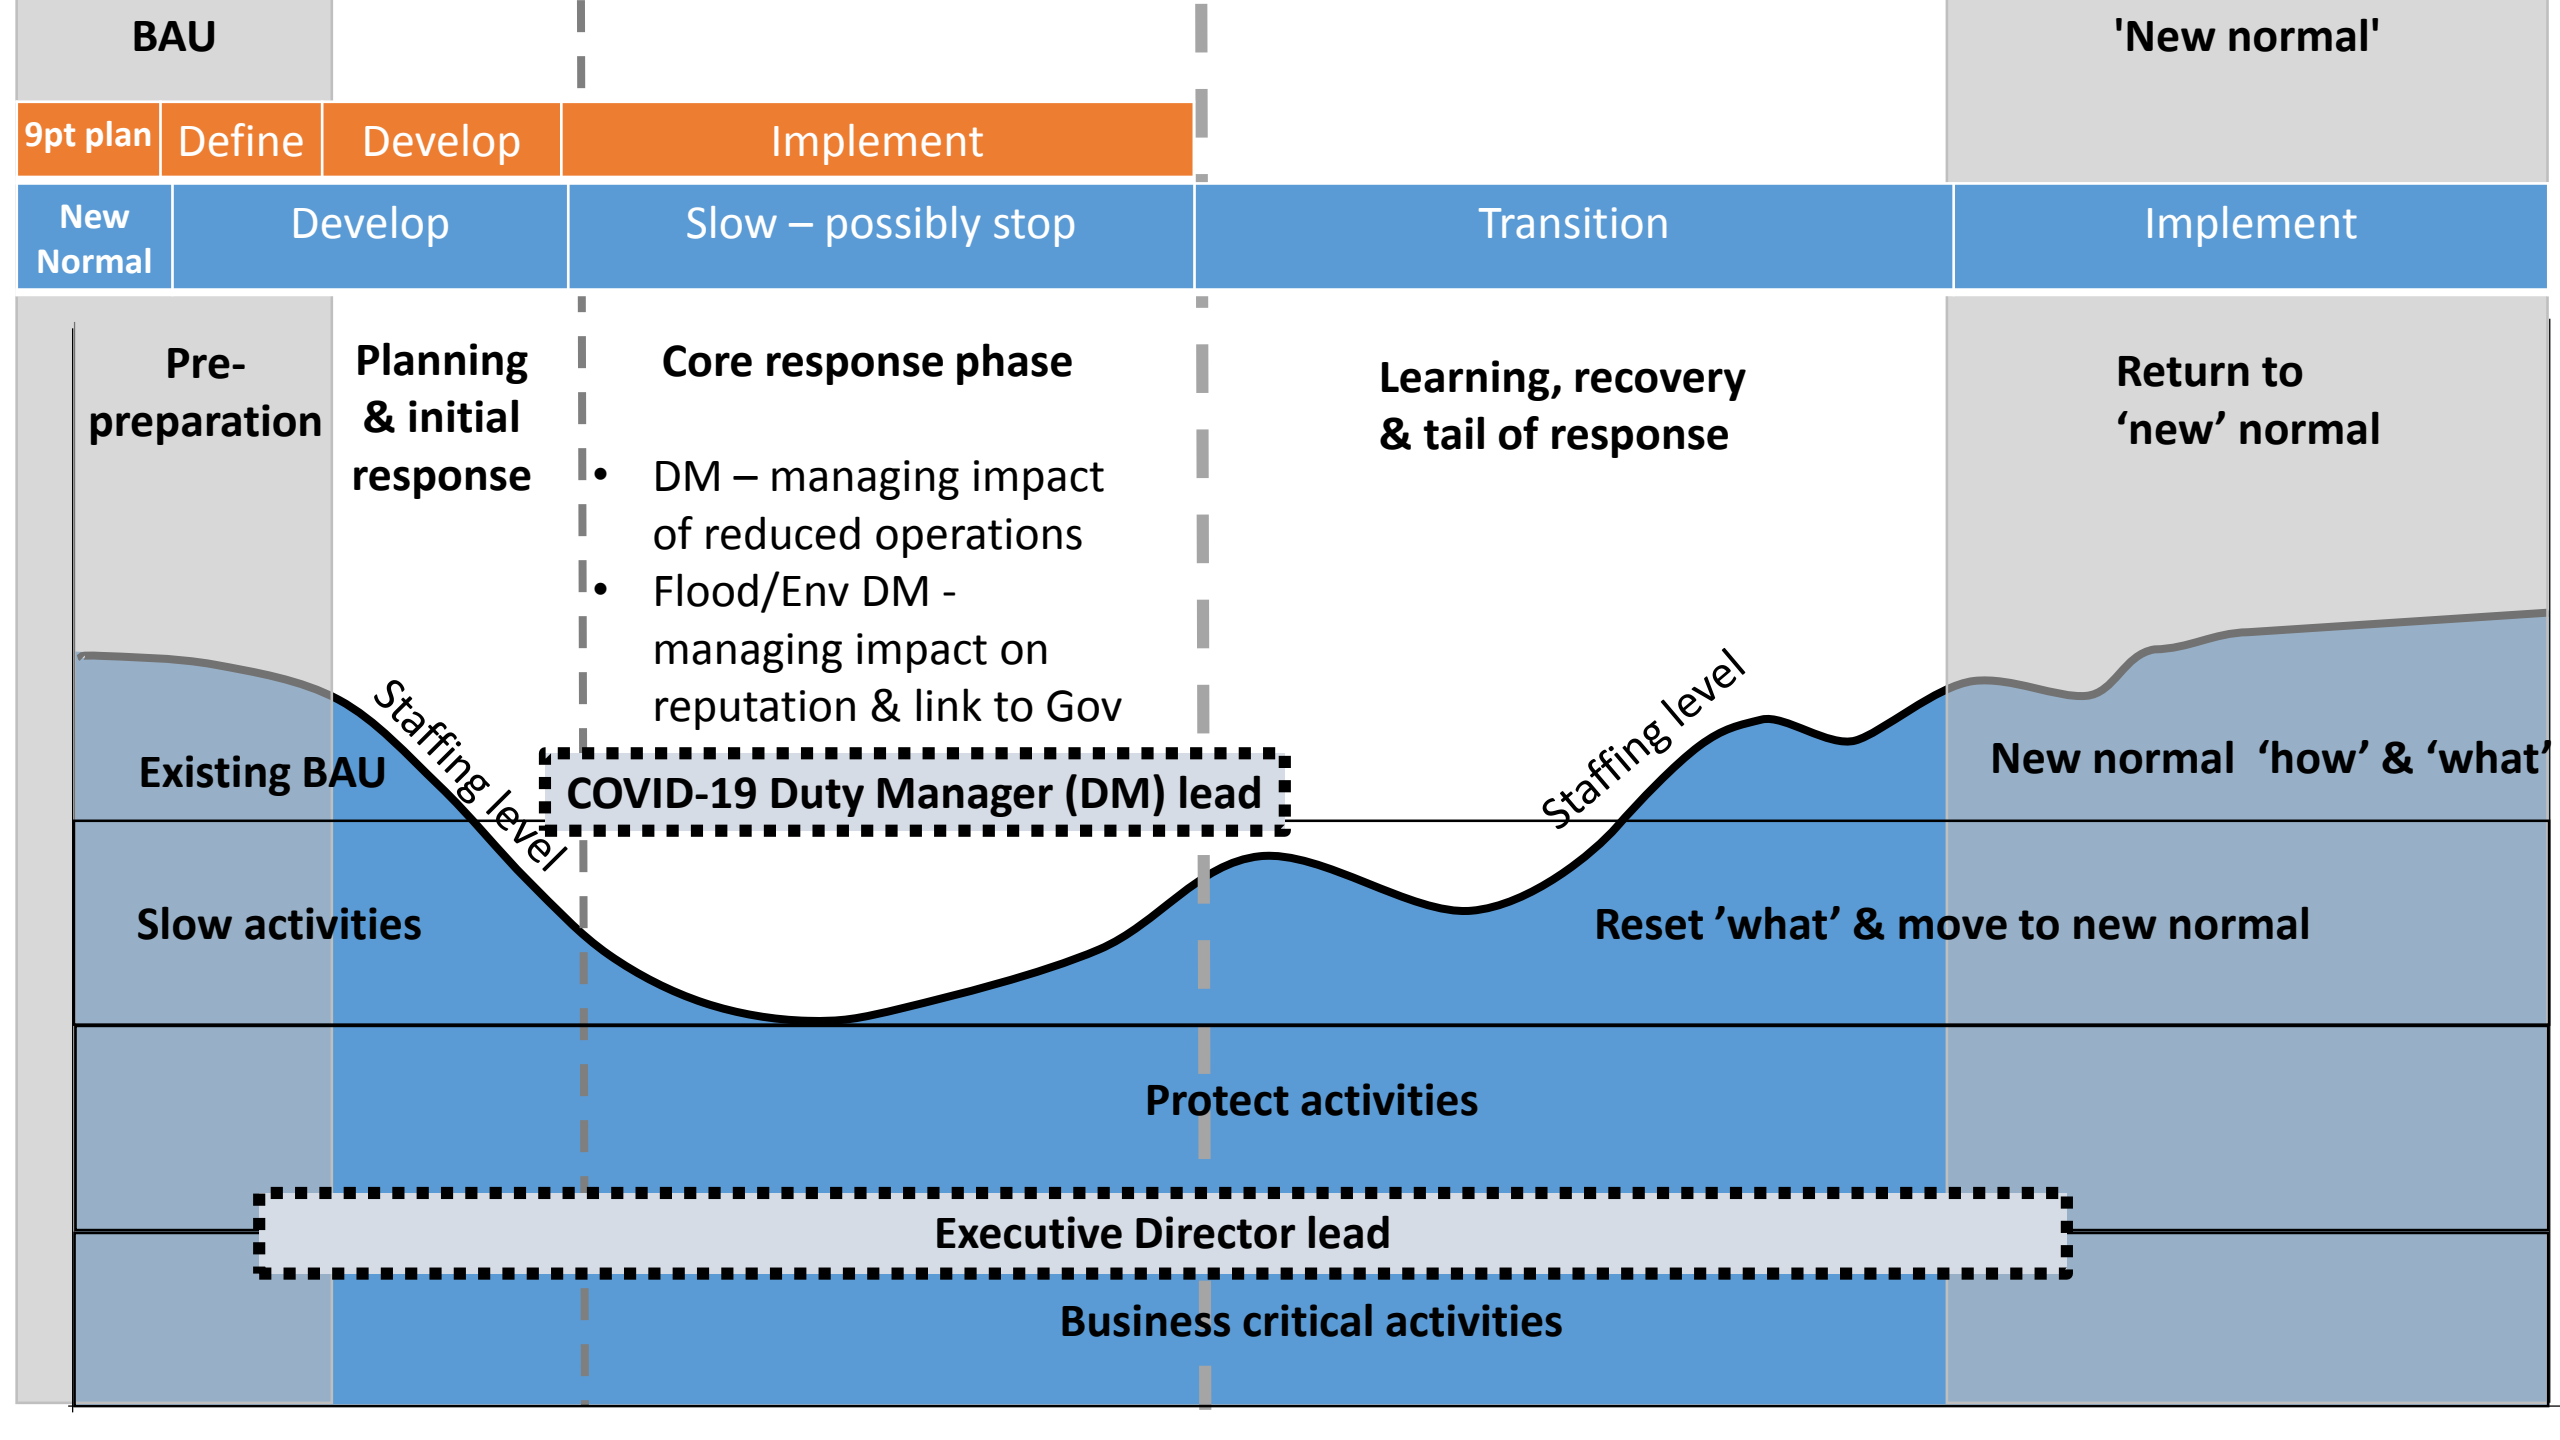 BAU
'New normal'
9pt plan
Define
Develop
Implement
New
Normal
Develop
Slow – possibly stop
Transition
Implement
Pre-
preparation
Planning
& initial
response
Core response phase
• DM – managing impact
of reduced operations
• Flood/Env DM -
managing impact on
reputation & link to Gov
Learning, recovery
& tail of response
Return to
‘new’ normal
Staffing level
Staffing level
Existing BAU
COVID-19 Duty Manager (DM) lead
New normal ‘how’ & ‘what’
Slow activities
Reset ’what’ & move to new normal
Protect activities
Executive Director lead
Business critical activities